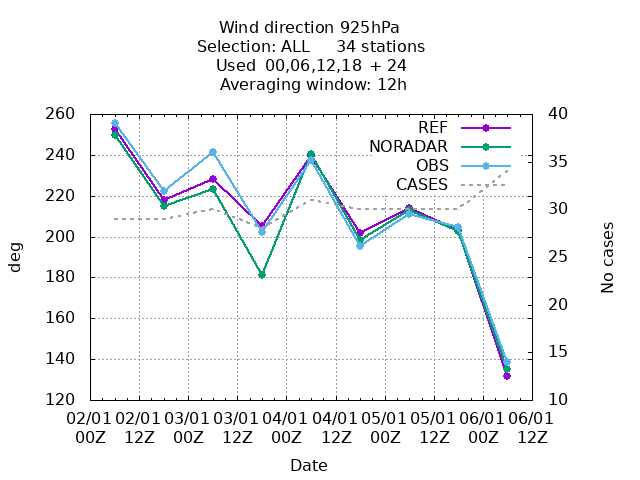 Wind direction 925hPa
Selection: ALL 34 stations
Used 00,06,12,18 + 24
Averaging window: 12h
260
240
220
200
180
160
140
120
deg
40
35
30
25
20
15
10
No cases
REF
NORADAR
OBS
CASES
02/01 02/01 03/01 03/01 04/01 04/01 05/01 05/01 06/01 06/01
00Z 12Z 00Z 12Z 00Z 12Z 00Z 12Z 00Z 12Z
Date